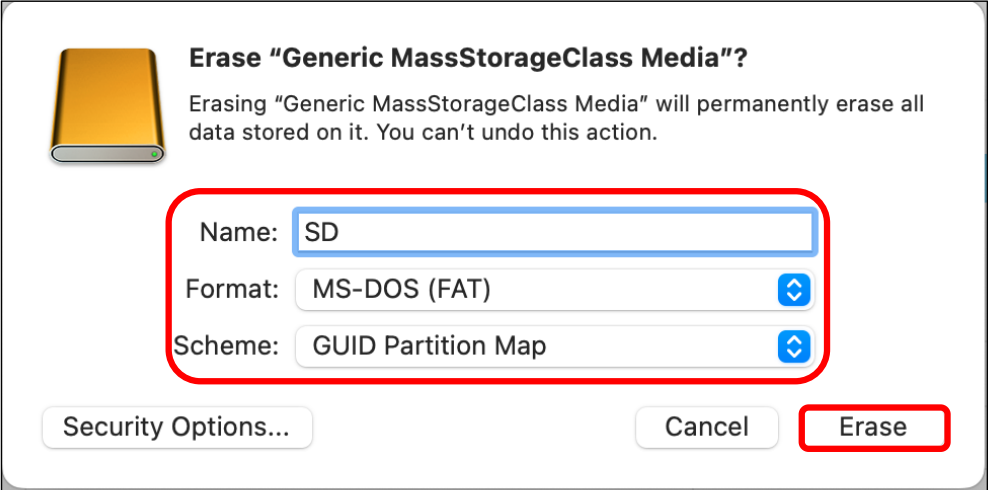 Erase “Generic MassStorageClass Media”?
Erasing “Generic MassStorageClass Media” will permanently erase all
data stored on it. You can’t undo this action.
Name: SD
Format: MS-DOS (FAT)
Scheme: GUID Partition Map
Security Options... Cancel Erase